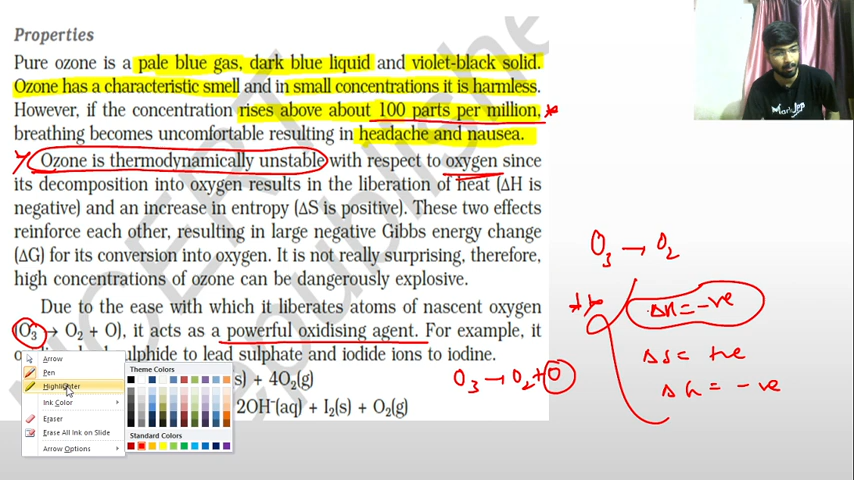 Properties
Pure ozone is a pale blue gas, dark blue liquid and violet-black solid.
Ozone has a characteristic smell and in small concentrations it is harmless.
However, if the concentration rises above about 100 parts per million,
breathing becomes uncomfortable resulting in headache and nausea.
Ozone is thermodynamically unstable with respect to oxygen since
its decomposition into oxygen results in the liberation of heat (ΔH is
negative) and an increase in entropy (ΔS is positive). These two effects
reinforce each other, resulting in large negative Gibbs energy change
(ΔG) for its conversion into oxygen. It is not really surprising, therefore,
high concentrations of ozone can be dangerously explosive.
Due to the ease with which it liberates atoms of nascent oxygen
(O₃ → O₂ + O), it acts as a powerful oxidising agent. For example, it
sulphide to lead sulphate and iodide ions to iodine.
(s) + 4O₂(g)
2OH⁻(aq) + I₂(s) + O₂(g)
O₃ → O₂ + O
O₃ → O₂
ΔH = -ve
ΔS = +ve
ΔG = -ve
Arrow
Pen
Highlighter
Ink Color
Eraser
Erase All Ink on Slide
Arrow Options
Theme Colors
Standard Colors
NCERT